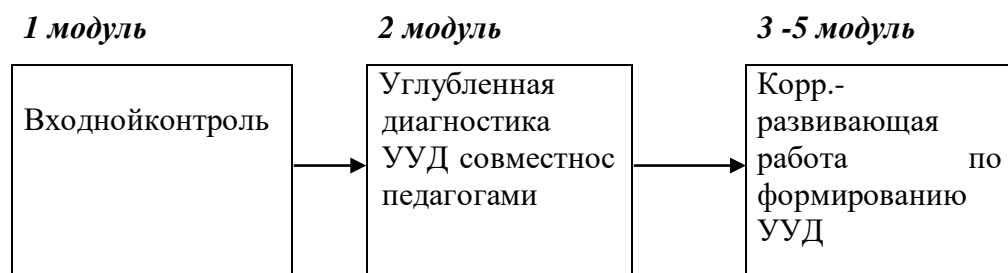 1 модуль
2 модуль
3 -5 модуль
Входнойконтроль
Углубленная
диагностика
УУД совместнос
педагогами
Корр.-
развивающая
работа по
формированию
УУД